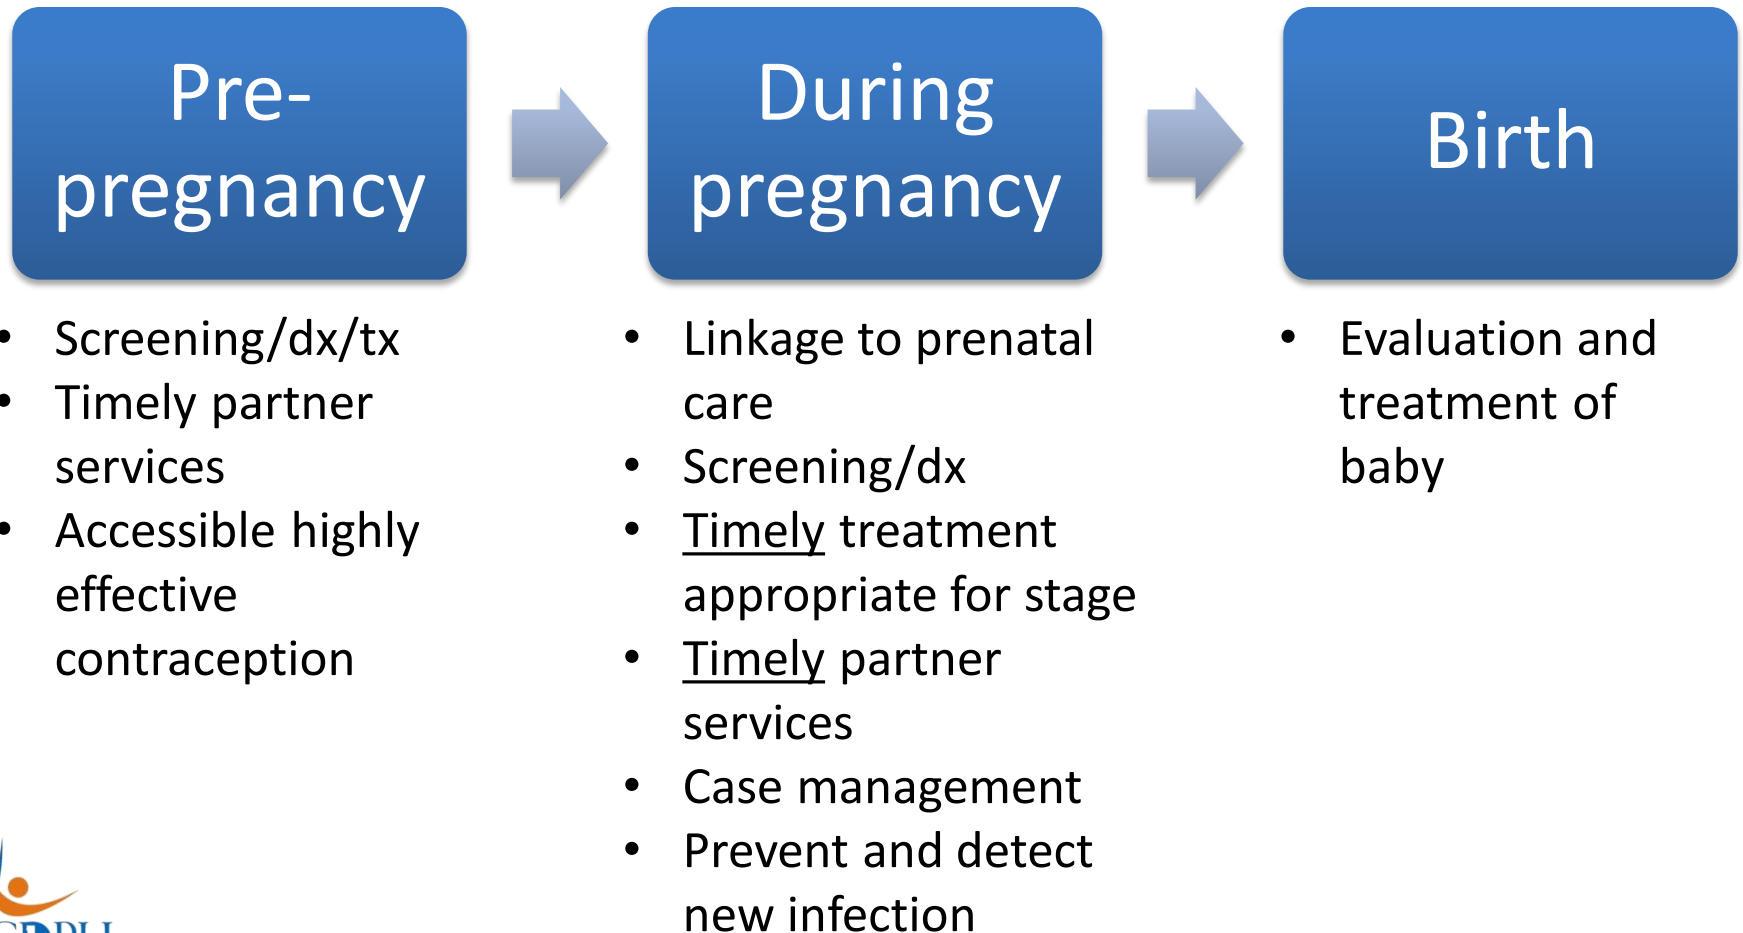 Pre-
pregnancy
During
pregnancy
Birth
• Screening/dx/tx
• Timely partner
services
• Accessible highly
effective
contraception
• Linkage to prenatal
care
• Screening/dx
• Timely treatment
appropriate for stage
• Timely partner
services
• Case management
• Prevent and detect
new infection
• Evaluation and
treatment of
baby